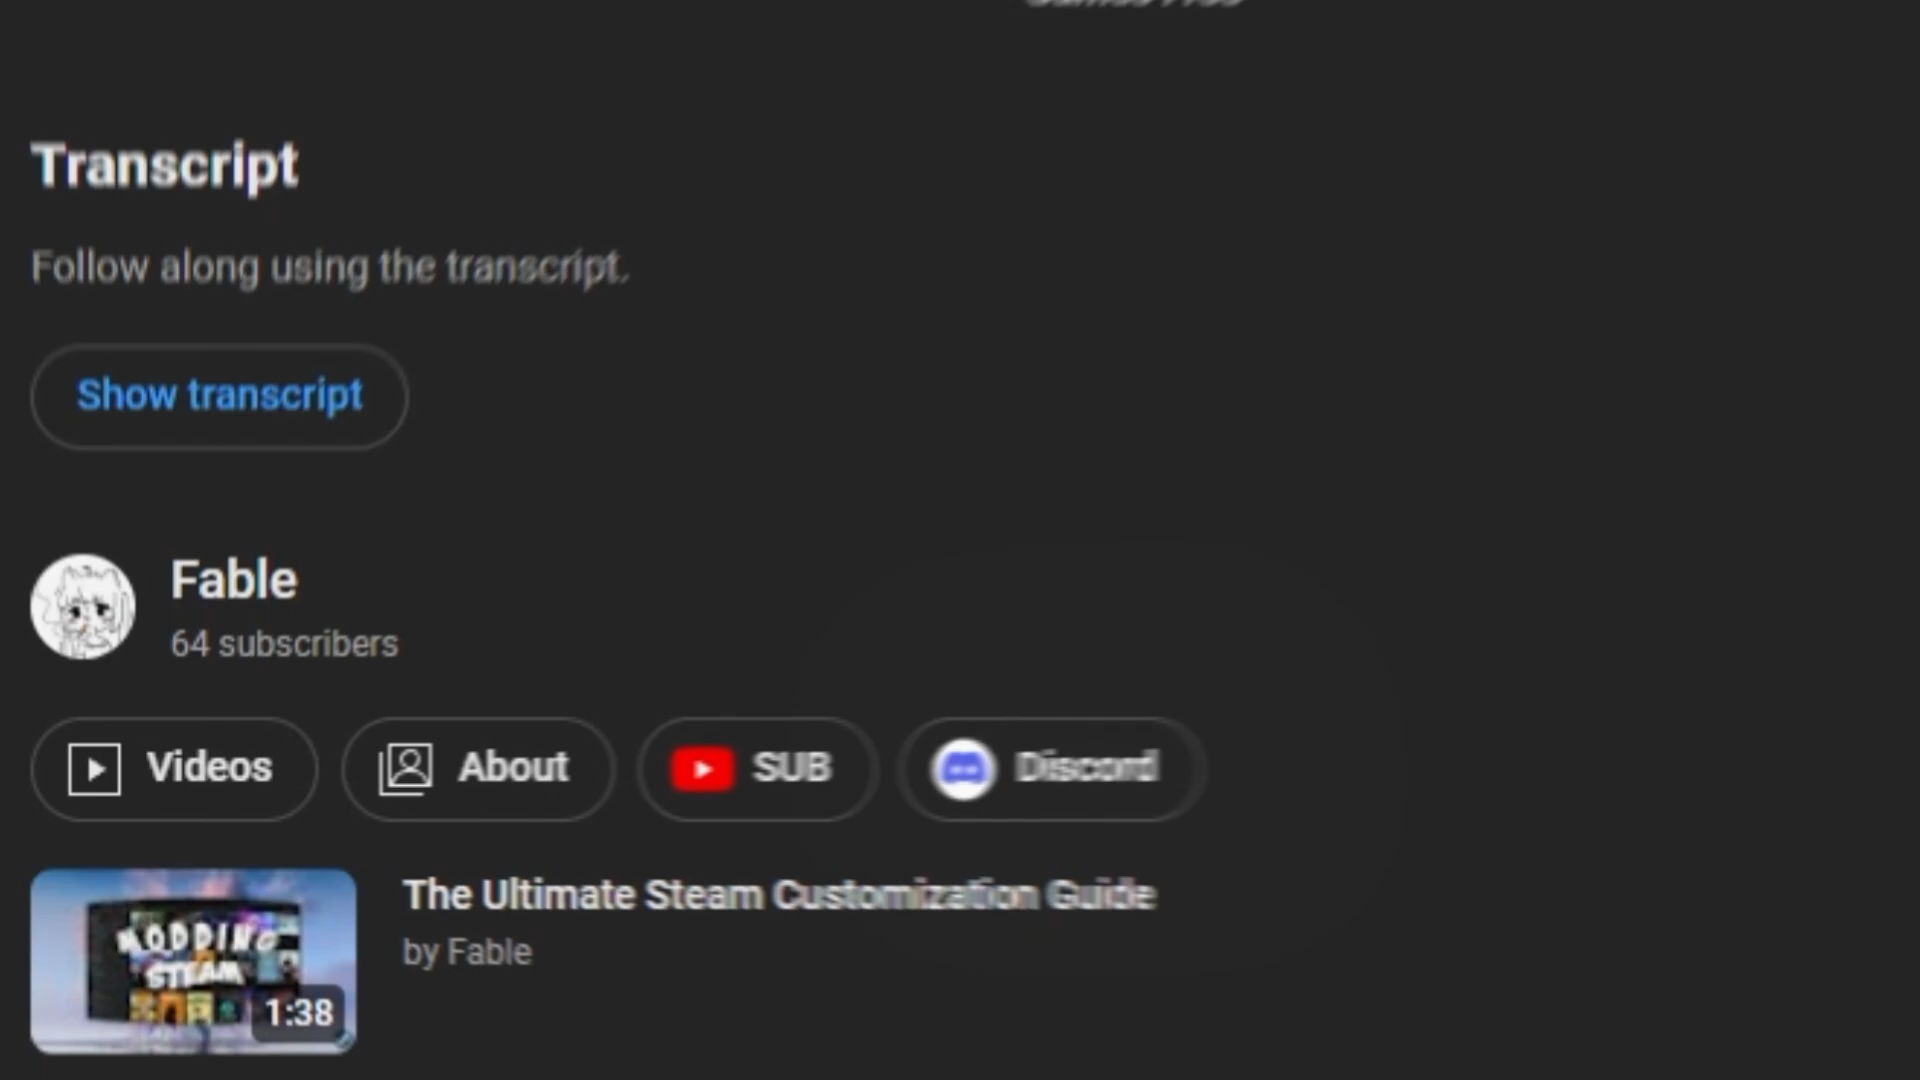 Transcript
Follow along using the transcript.
Show transcript
Fable
64 subscribers
Videos
About
SUB
Discord
The Ultimate Steam Customization Guide
by Fable
MODDING
STEAM
1:38